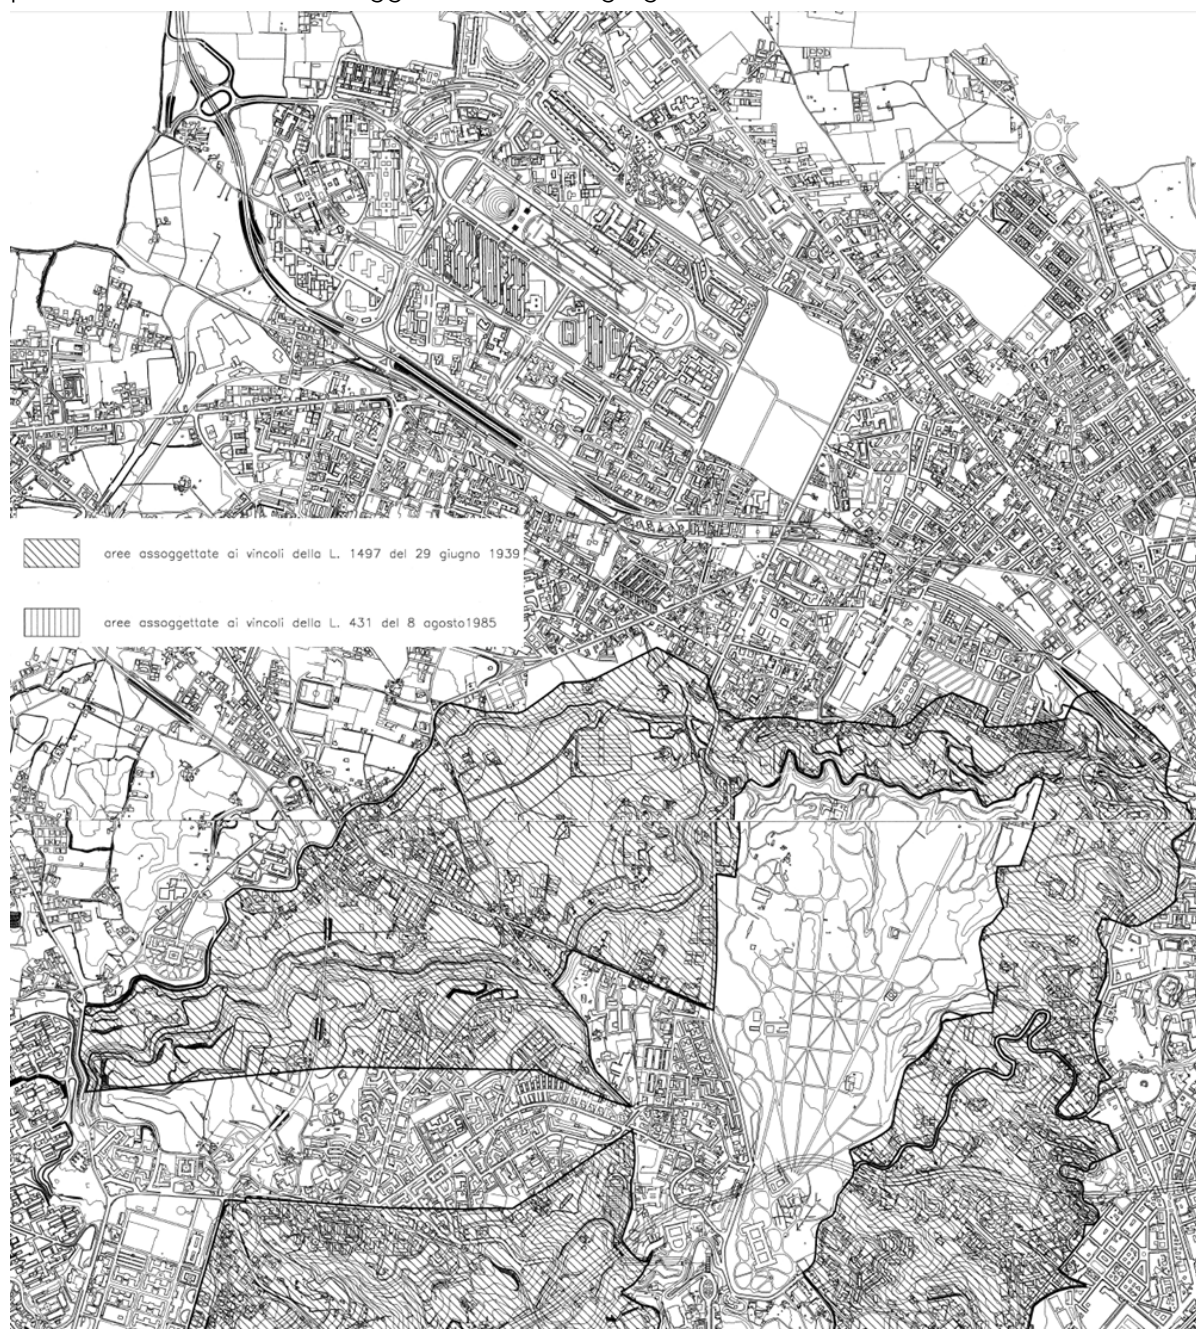 aree assoggettate ai vincoli della L. 1497 del 29 giugno 1939
aree assoggettate ai vincoli della L. 431 del 8 agosto1985